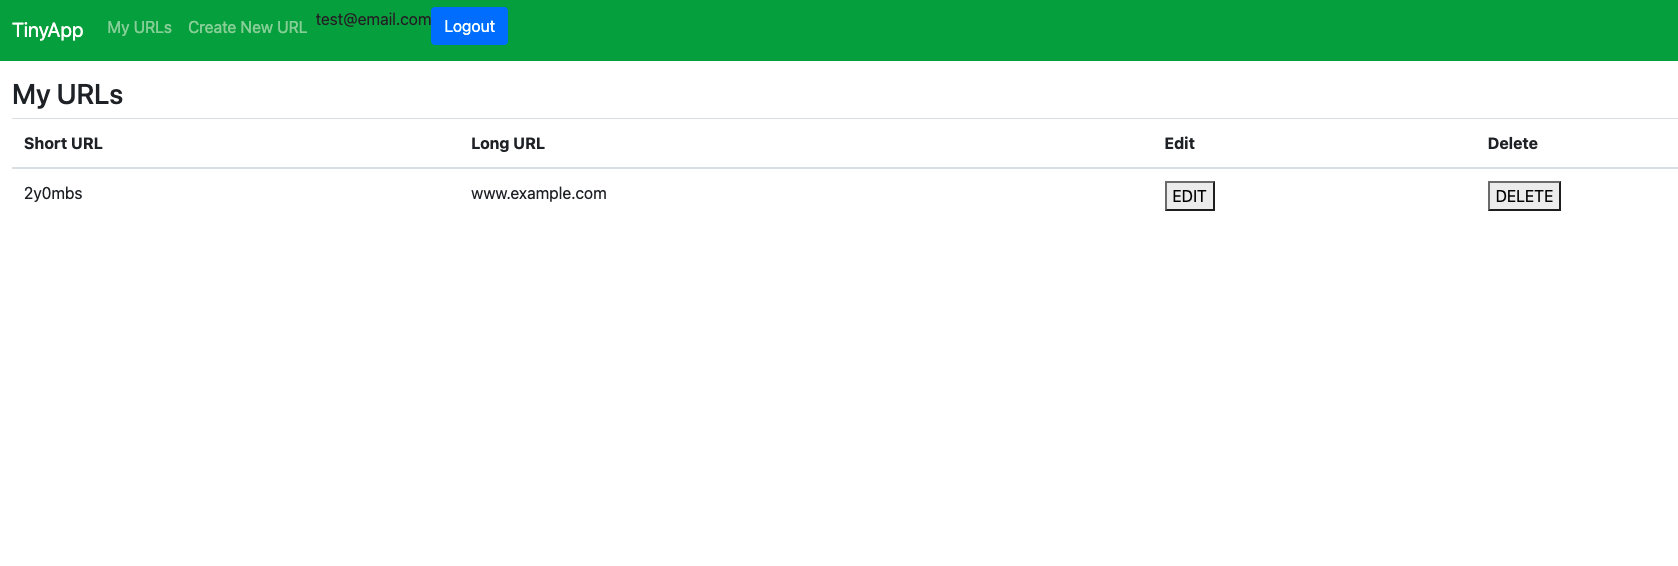 TinyApp My URLs Create New URL test@email.com Logout
My URLs
Short URL Long URL Edit Delete
2y0mbs www.example.com EDIT DELETE